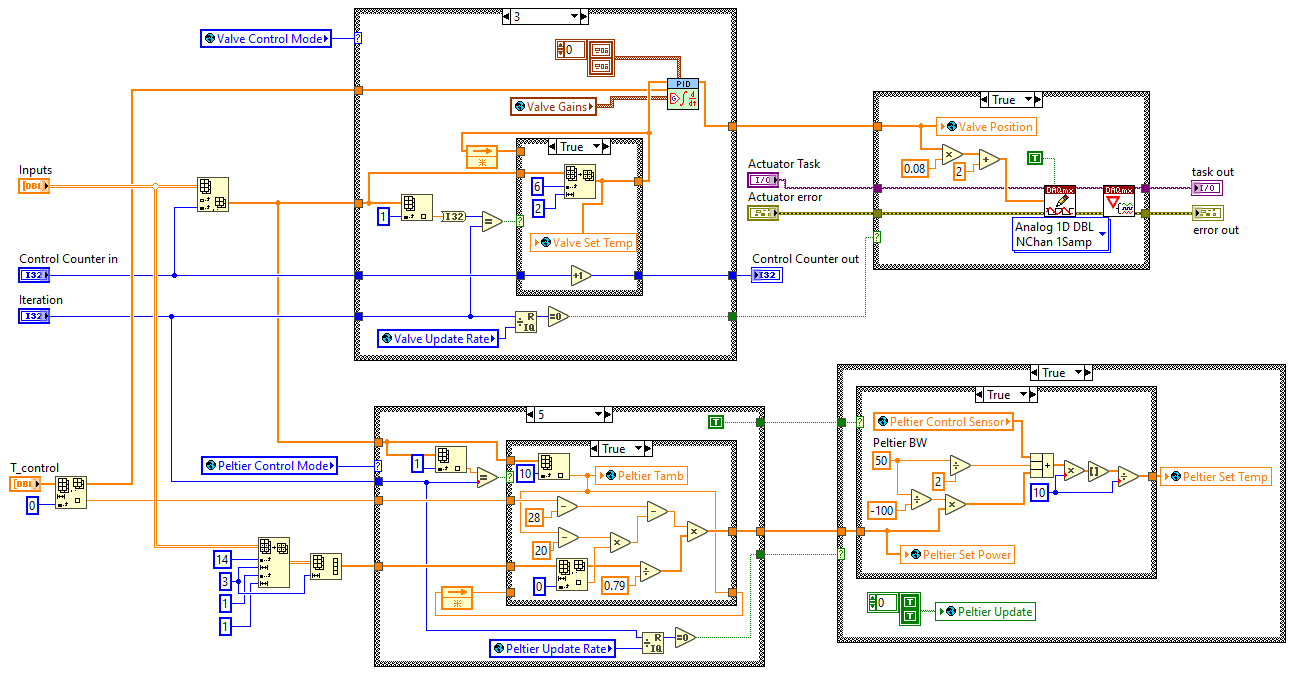 3
Valve Control Mode
0
PID
Valve Gains
True
Valve Position
Inputs
DBL
True
0.08
2
T
Actuator Task
I/O
task out
I/O
6
2
1
I32
=
Actuator error
DAQmx
DAQmx
Analog 1D DBL
NChan 1Samp
error out
Valve Set Temp
Control Counter in
I32
+1
Control Counter out
I32
Iteration
I32
R
IQ
=0
Valve Update Rate
True
True
5
T
Peltier Control Sensor
True
Peltier BW
Peltier Control Mode
1
=
10
Peltier Tamb
50
2
10
Peltier Set Temp
T_control
DBL
0
28
-100
20
Peltier Set Power
14
3
1
1
0
0.79
0
T
T
Peltier Update
R
IQ
=0
Peltier Update Rate